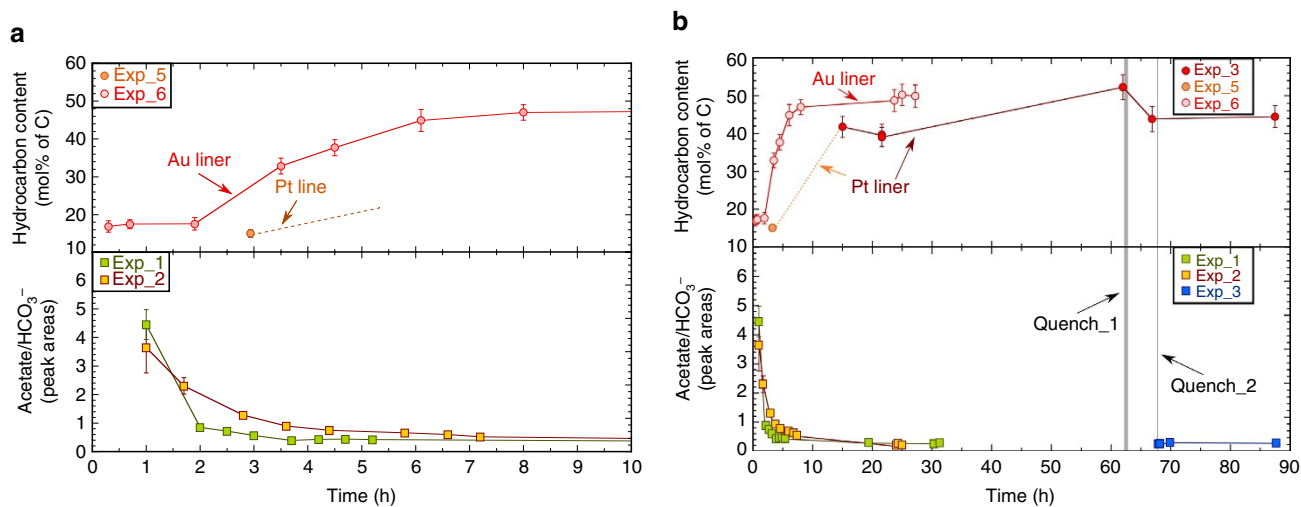 a
Hydrocarbon content
(mol% of C)
60
50
40
30
20
10
Exp_5
Exp_6
Au liner
Pt line
Acetate/HCO₃⁻
(peak areas)
6
5
4
3
2
1
0
Exp_1
Exp_2
0 1 2 3 4 5 6 7 8 9 10
Time (h)
b
Hydrocarbon content
(mol% of C)
60
50
40
30
20
10
Au liner
Pt liner
Exp_3
Exp_5
Exp_6
Acetate/HCO₃⁻
(peak areas)
6
5
4
3
2
1
0
Exp_1
Exp_2
Exp_3
Quench_1
Quench_2
0 10 20 30 40 50 60 70 80 90
Time (h)